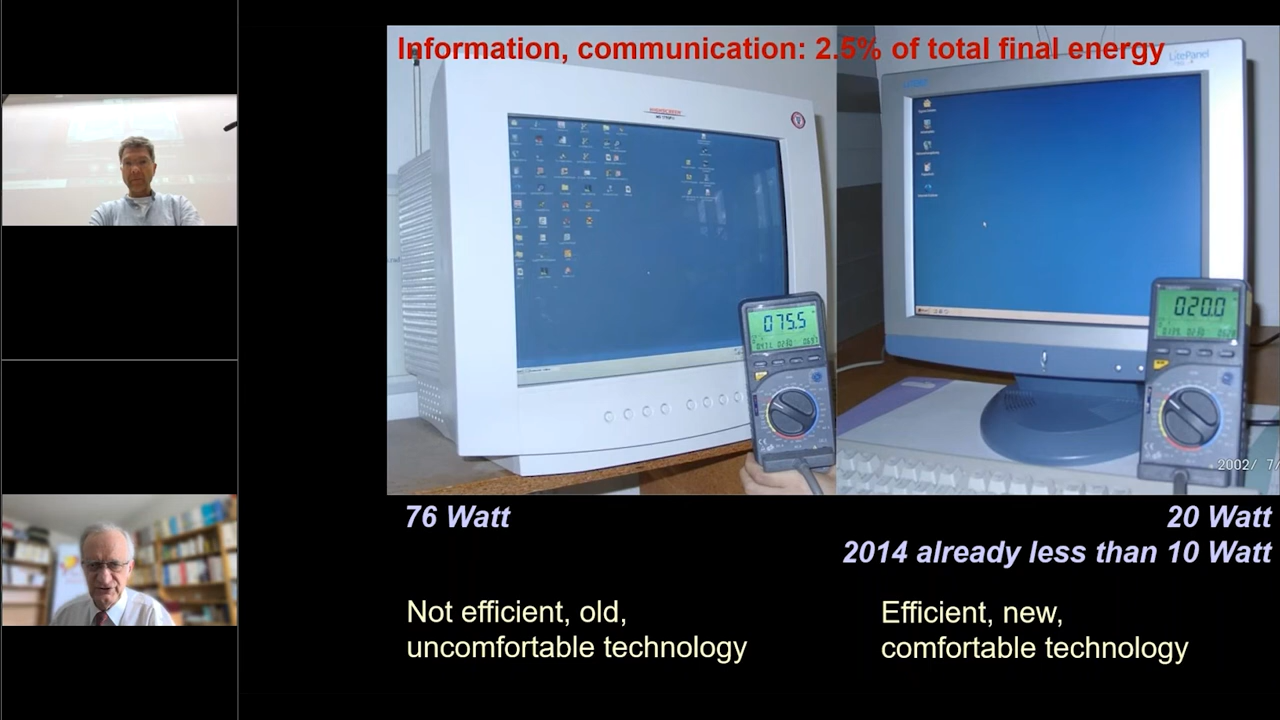 Information, communication: 2.5% of total final energy
LitePanel
075.5
020.0
2002/ 7/
76 Watt
20 Watt
2014 already less than 10 Watt
Not efficient, old,
uncomfortable technology
Efficient, new,
comfortable technology